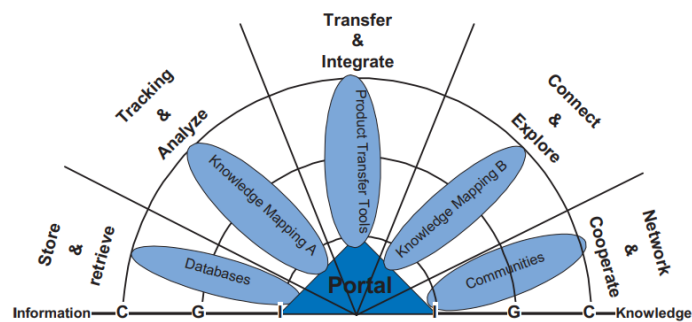 Transfer
&
Integrate
Tracking
&
Analyze
Connect
&
Explore
Store
&
retrieve
Network
&
Cooperate
Product Transfer Tools
Knowledge Mapping A
Knowledge Mapping B
Databases
Communities
Portal
Information C G I I G C Knowledge